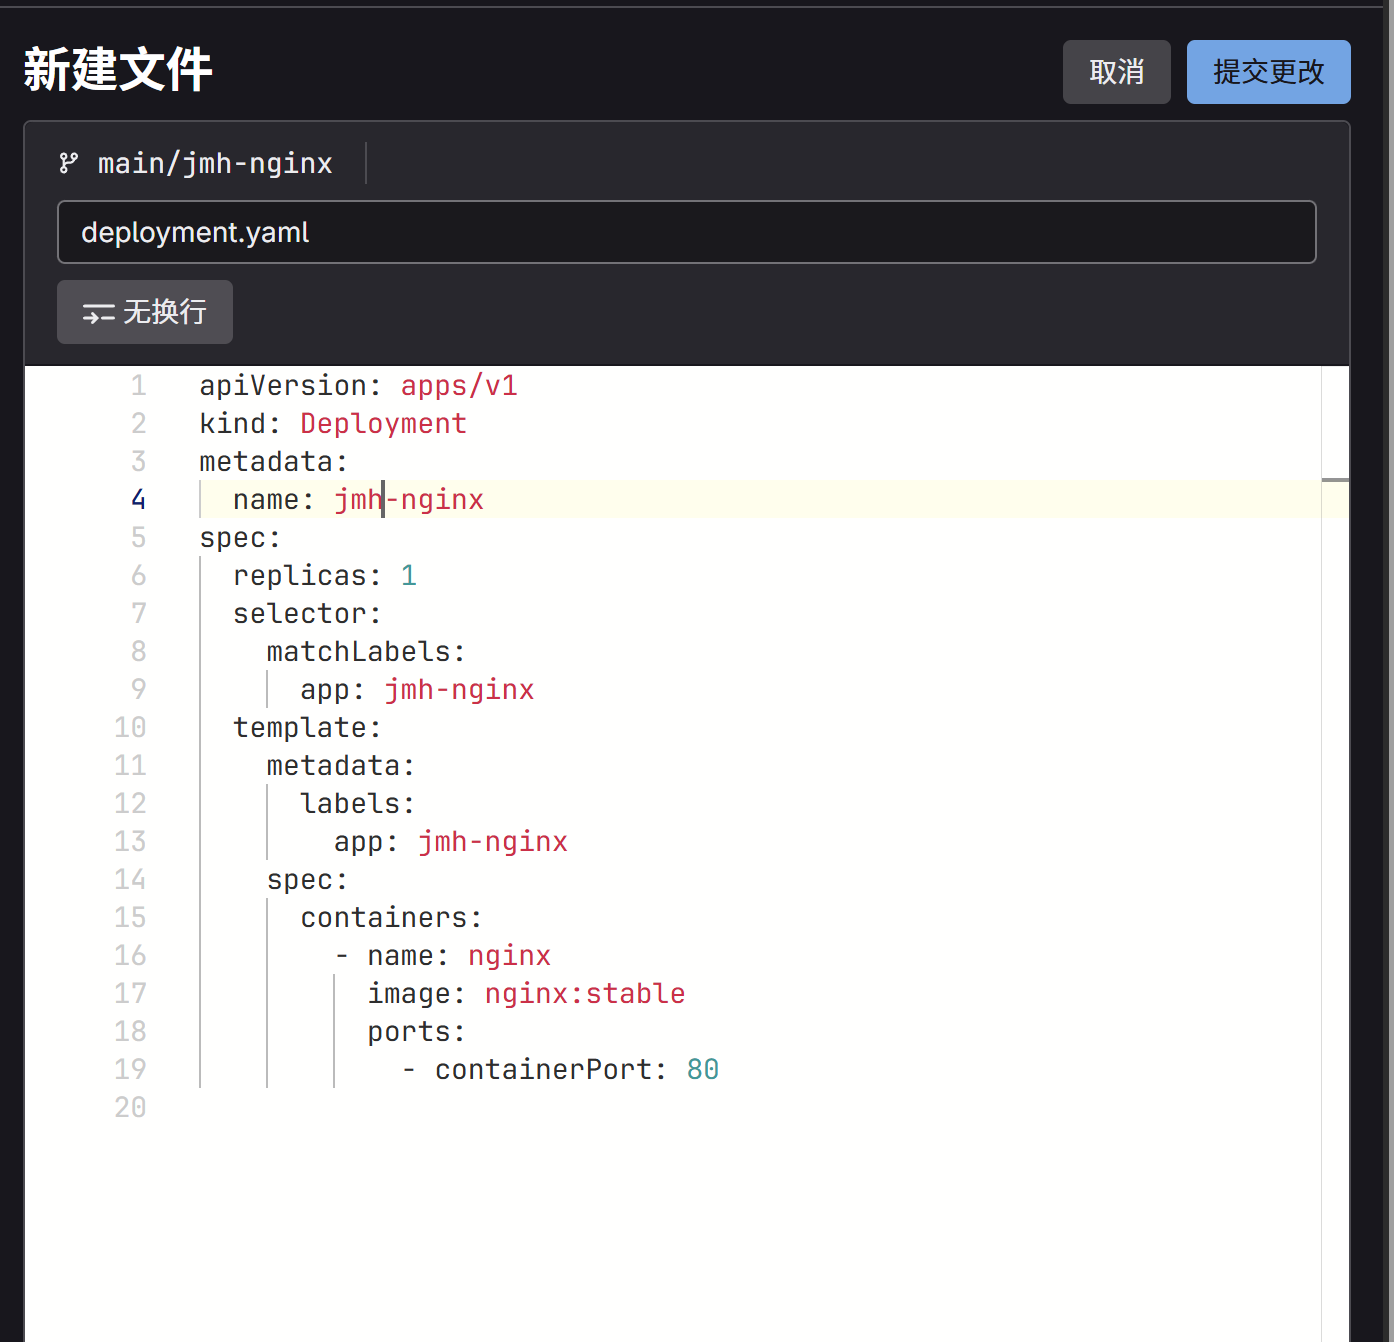 新建文件
取消
提交更改
main/jmh-nginx
deployment.yaml
无换行
1 apiVersion: apps/v1
2 kind: Deployment
3 metadata:
4   name: jmh-nginx
5 spec:
6   replicas: 1
7   selector:
8     matchLabels:
9       app: jmh-nginx
10   template:
11     metadata:
12       labels:
13         app: jmh-nginx
14     spec:
15       containers:
16         - name: nginx
17           image: nginx:stable
18           ports:
19             - containerPort: 80
20